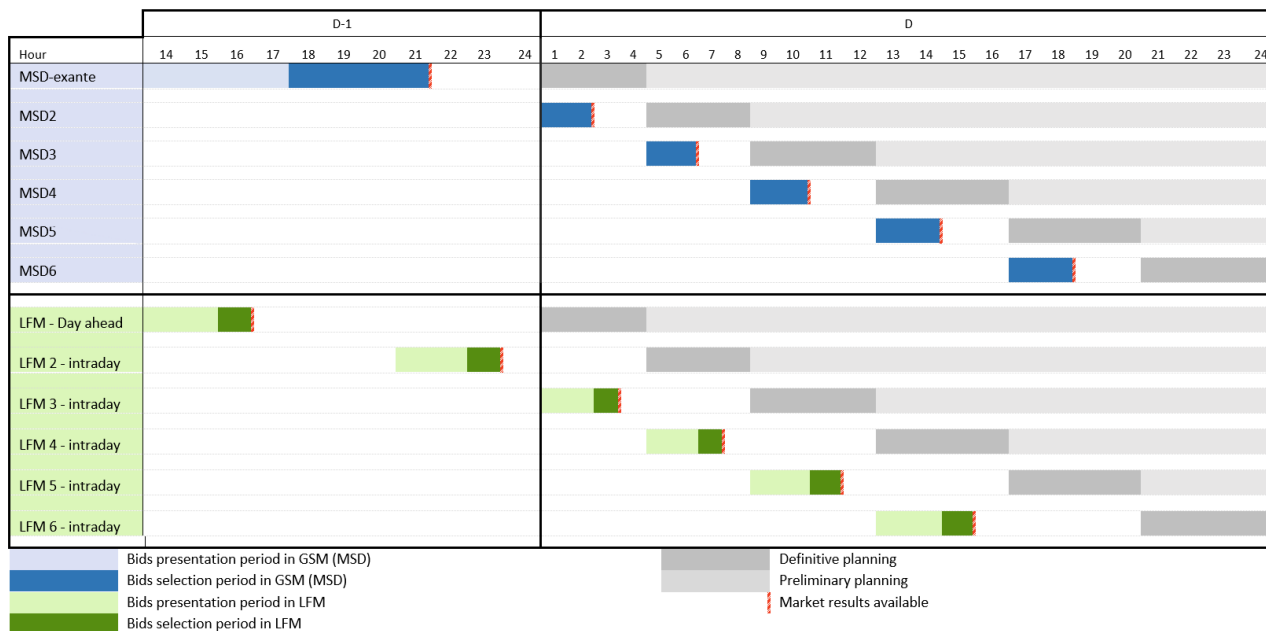 D-1 D
Hour 14 15 16 17 18 19 20 21 22 23 24 1 2 3 4 5 6 7 8 9 10 11 12 13 14 15 16 17 18 19 20 21 22 23 24
MSD-exante
MSD2
MSD3
MSD4
MSD5
MSD6
LFM - Day ahead
LFM 2 - intraday
LFM 3 - intraday
LFM 4 - intraday
LFM 5 - intraday
LFM 6 - intraday
Bids presentation period in GSM (MSD) Definitive planning
Bids selection period in GSM (MSD) Preliminary planning
Bids presentation period in LFM Market results available
Bids selection period in LFM